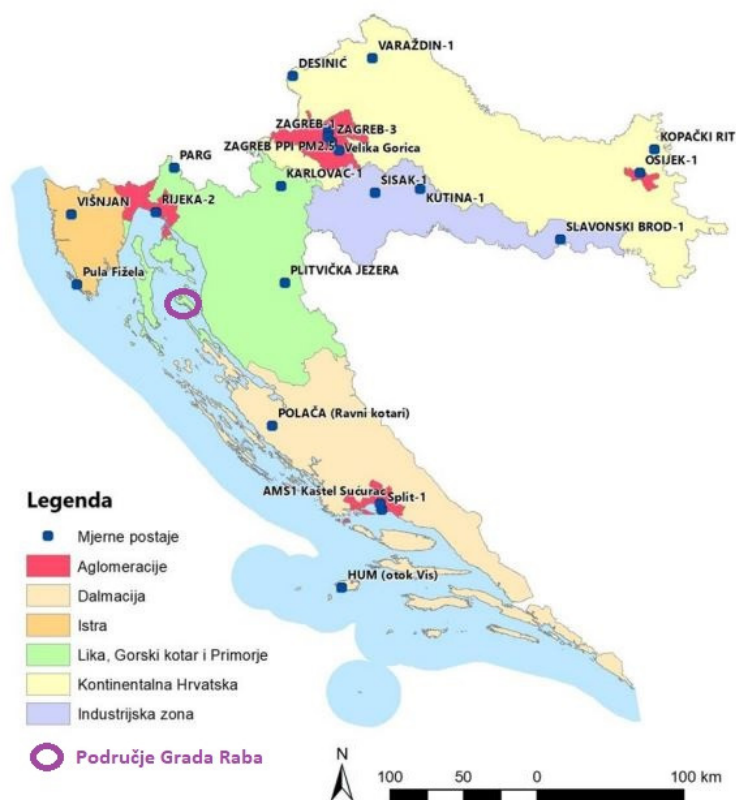 VARAŽDIN-1
DESINIĆ
ZAGREB-1
ZAGREB-3
KOPAČKI RIT
ZAGREB PPI PM2.5
Velika Gorica
PARG
OSIJEK-1
KARLOVAC-1
SISAK-1
KUTINA-1
VIŠNJAN
RIJEKA-2
SLAVONSKI BROD-1
Pula Fižela
PLITVIČKA JEZERA
POLAČA (Ravni kotari)
AMS1 Kaštel Sućurac
Split-1
HUM (otok Vis)
Legenda
Mjerne postaje
Aglomeracije
Dalmacija
Istra
Lika, Gorski kotar i Primorje
Kontinentalna Hrvatska
Industrijska zona
Područje Grada Raba
N
100 50 0 100 km